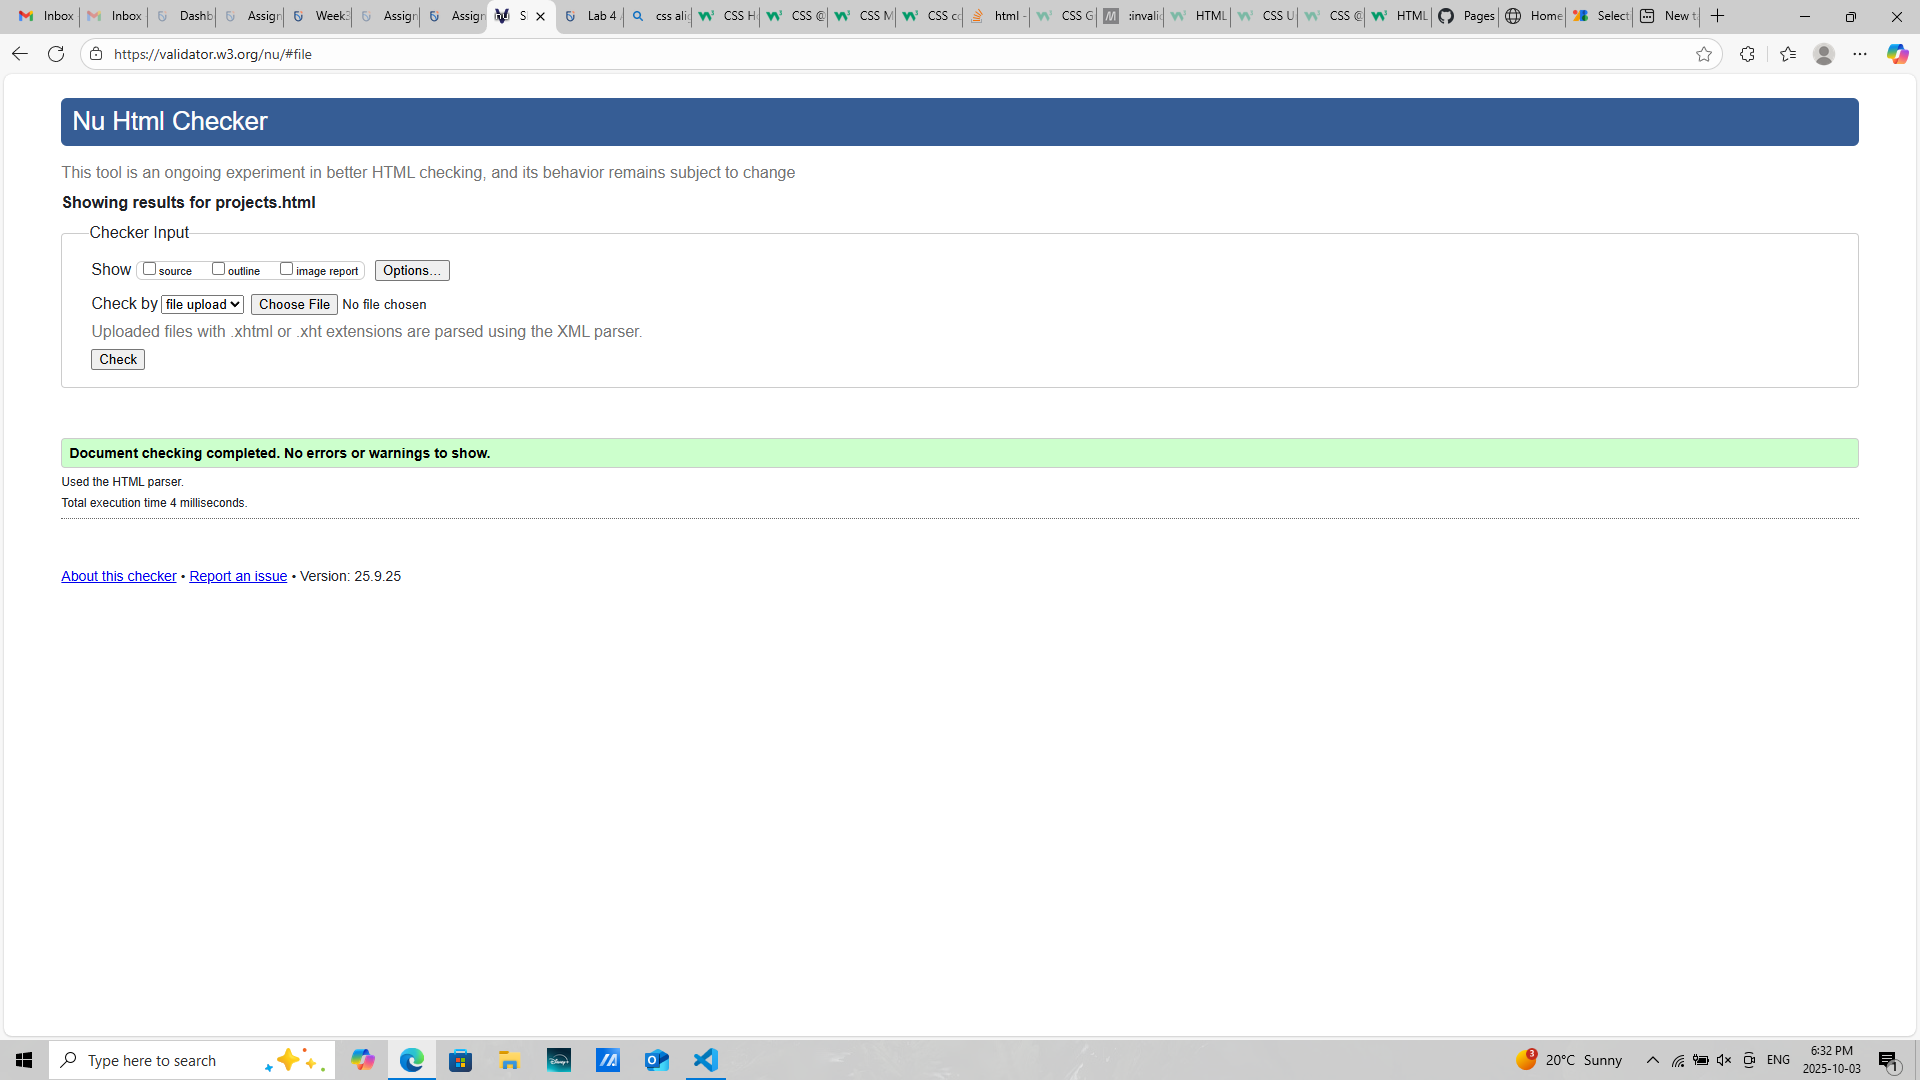 Inbox
Inbox
Dashb
Assign
Week3
Assign
Assign
Lab 4
css alig
CSS H
CSS @
CSS M
CSS co
html -
CSS G
:invalid
HTML
CSS U
CSS @
HTML
Pages
Home
Select
New t
https://validator.w3.org/nu/#file
Nu Html Checker
This tool is an ongoing experiment in better HTML checking, and its behavior remains subject to change
Showing results for projects.html
Checker Input
Show source outline image report Options...
Check by file upload Choose File No file chosen
Uploaded files with .xhtml or .xht extensions are parsed using the XML parser.
Check
Document checking completed. No errors or warnings to show.
Used the HTML parser.
Total execution time 4 milliseconds.
About this checker • Report an issue • Version: 25.9.25
Type here to search
Disney+
3
20°C Sunny
ENG
6:32 PM
2025-10-03
1